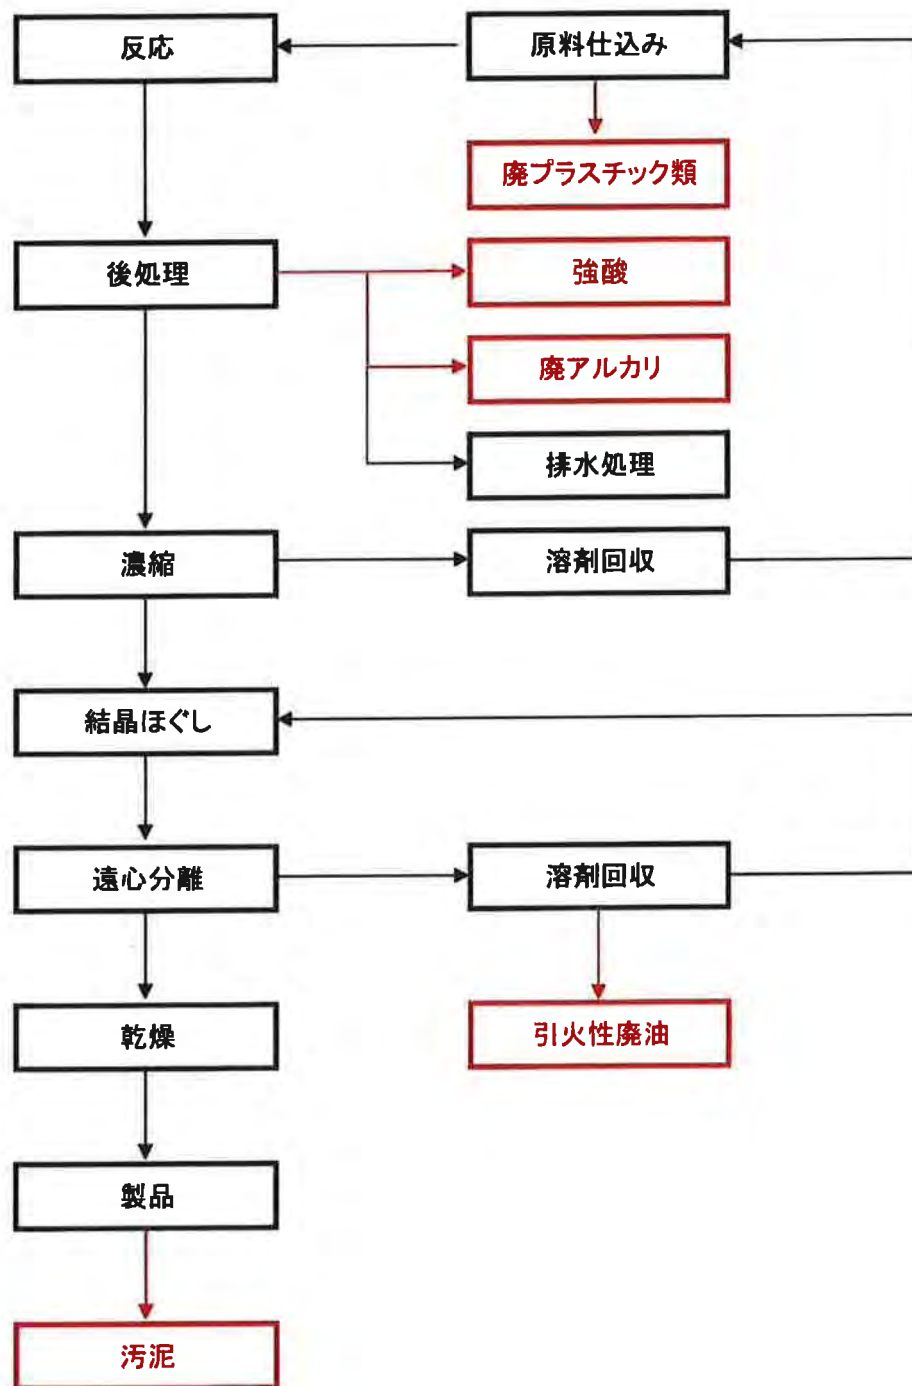 反応
原料仕込み
廃プラスチック類
後処理
強酸
廃アルカリ
排水処理
濃縮
溶剤回収
結晶ほぐし
遠心分離
溶剤回収
引火性廃油
乾燥
製品
汚泥